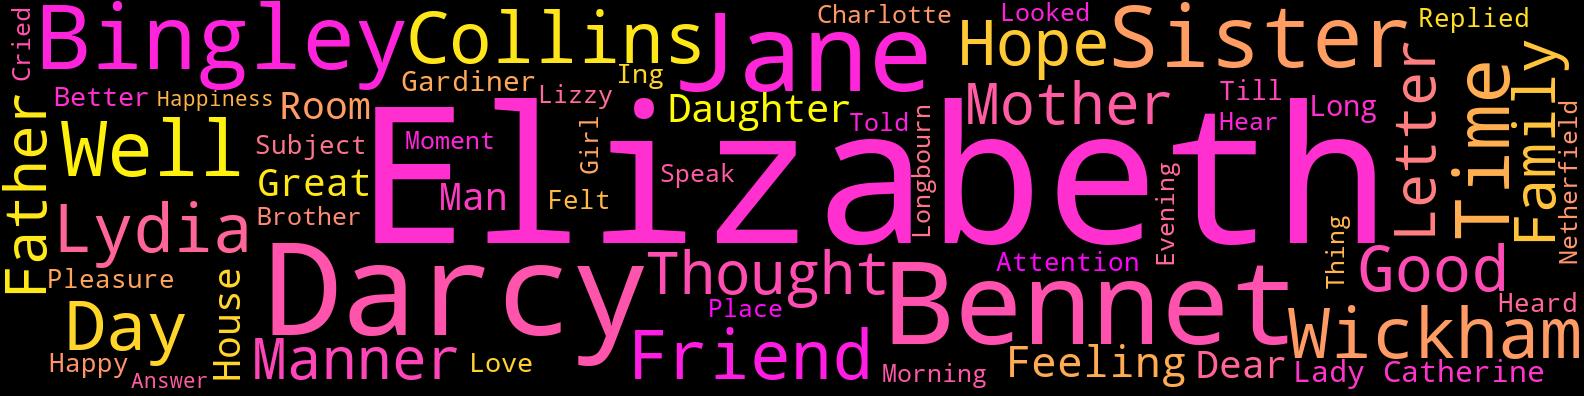 Cried
Bingley
Collins
Jane
Charlotte
Looked
Hope
Sister
Replied
Gardiner
Ing
Better
Happiness
Room
Lizzy
Daughter
Told
Mother
Till
Hear
Long
Letter
Time
Family
Netherfield
Father
Well
Subject
Moment
Girl
Elizabeth
Speak
Longbourn
Evening
Great
Man
Felt
Brother
Lydia
Pleasure
House
Darcy
Thought
Attention
Thing
Good
Place
Bennet
Heard
Day
Wickham
Happy
Answer
Manner
Love
Friend
Morning
Feeling
Dear
Lady Catherine